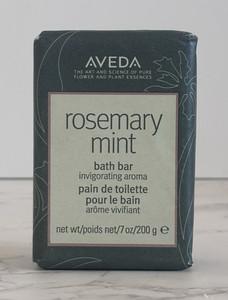 AVEDA
THE ART AND SCIENCE OF PURE
FLOWER AND PLANT ESSENCES
rosemary
mint
bath bar
invigorating aroma
pain de toilette
pour le bain
arôme vivifiant
net wt/poids net/7 oz/200 g ℮